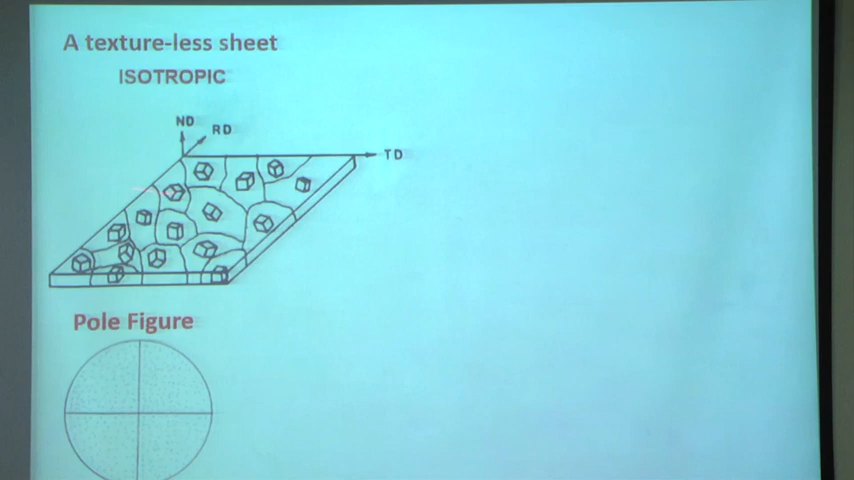 A texture-less sheet
ISOTROPIC
ND
RD
TD
Pole Figure